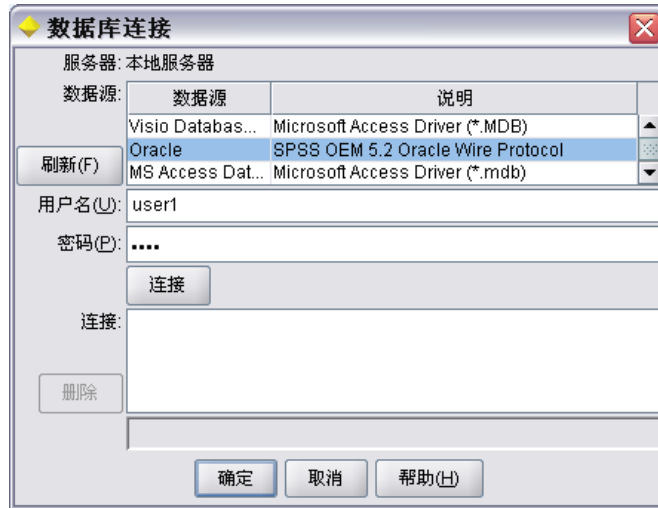 数据库连接
服务器: 本地服务器
数据源:
数据源 说明
Visio Databas... Microsoft Access Driver (*.MDB)
Oracle SPSS OEM 5.2 Oracle Wire Protocol
MS Access Dat... Microsoft Access Driver (*.mdb)
刷新(F)
用户名(U): user1
密码(P): ••••
连接
连接:
删除
确定 取消 帮助(H)